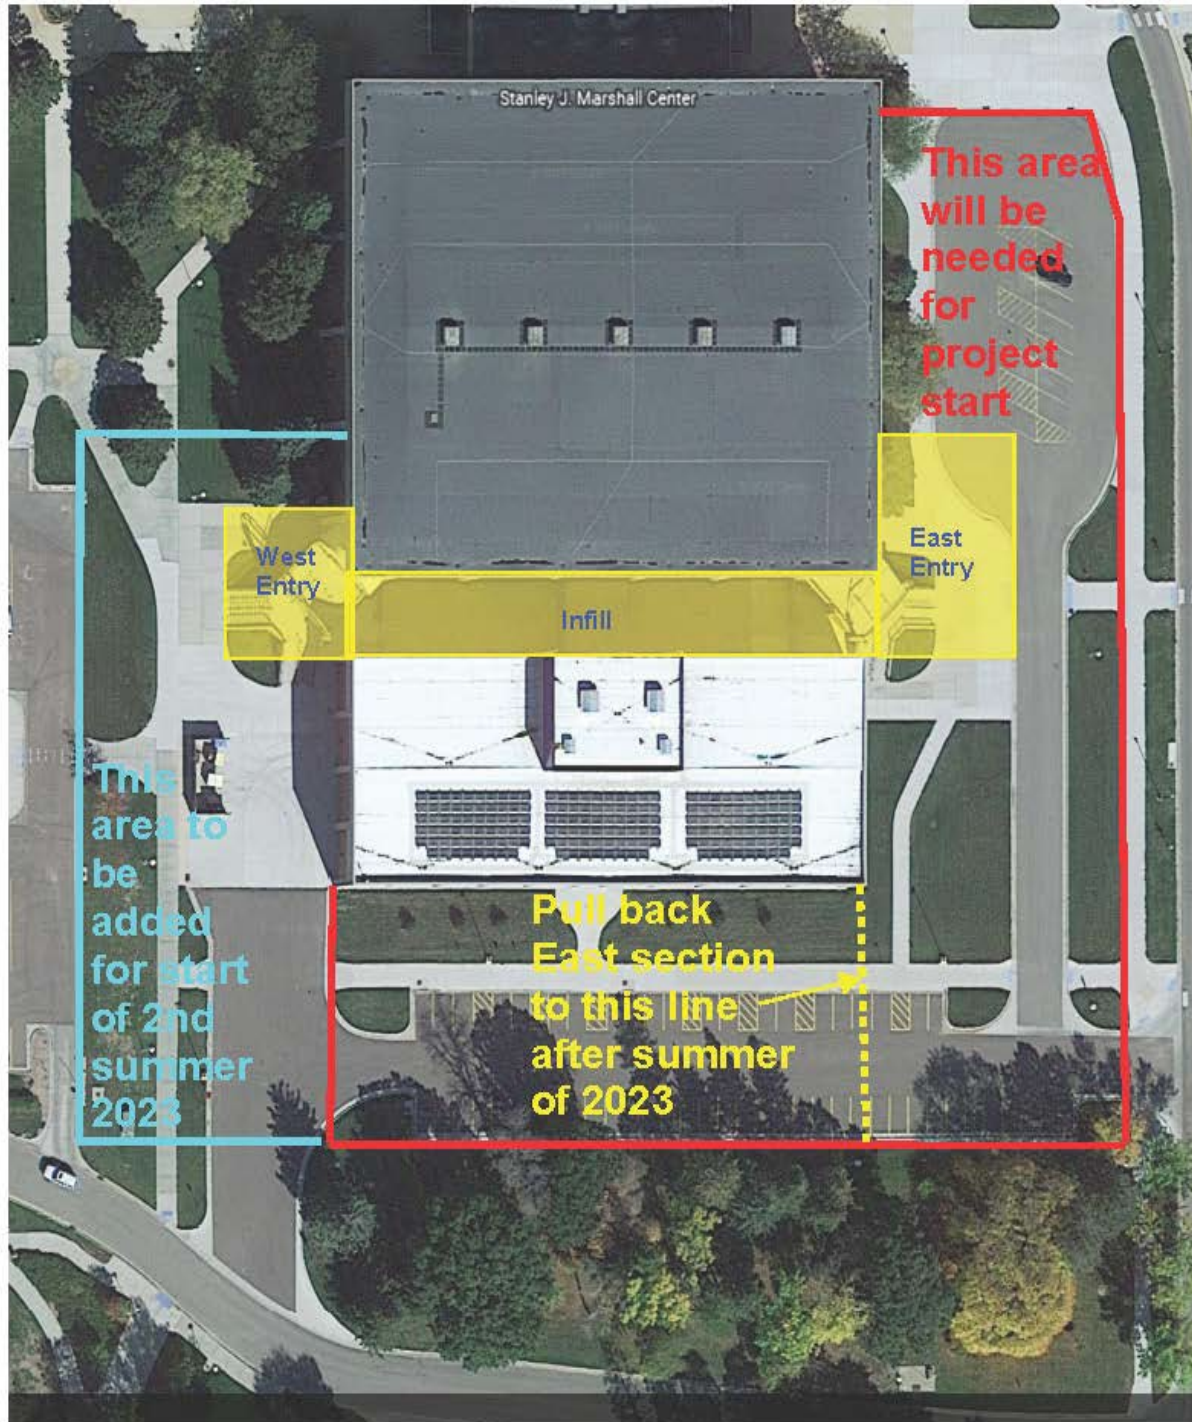 Stanley J. Marshall Center
This area
will be
needed
for
project
start
West
Entry
East
Entry
Infill
This
area to
be
added
for start
of 2nd
summer
2023
Pull back
East section
to this line
after summer
of 2023